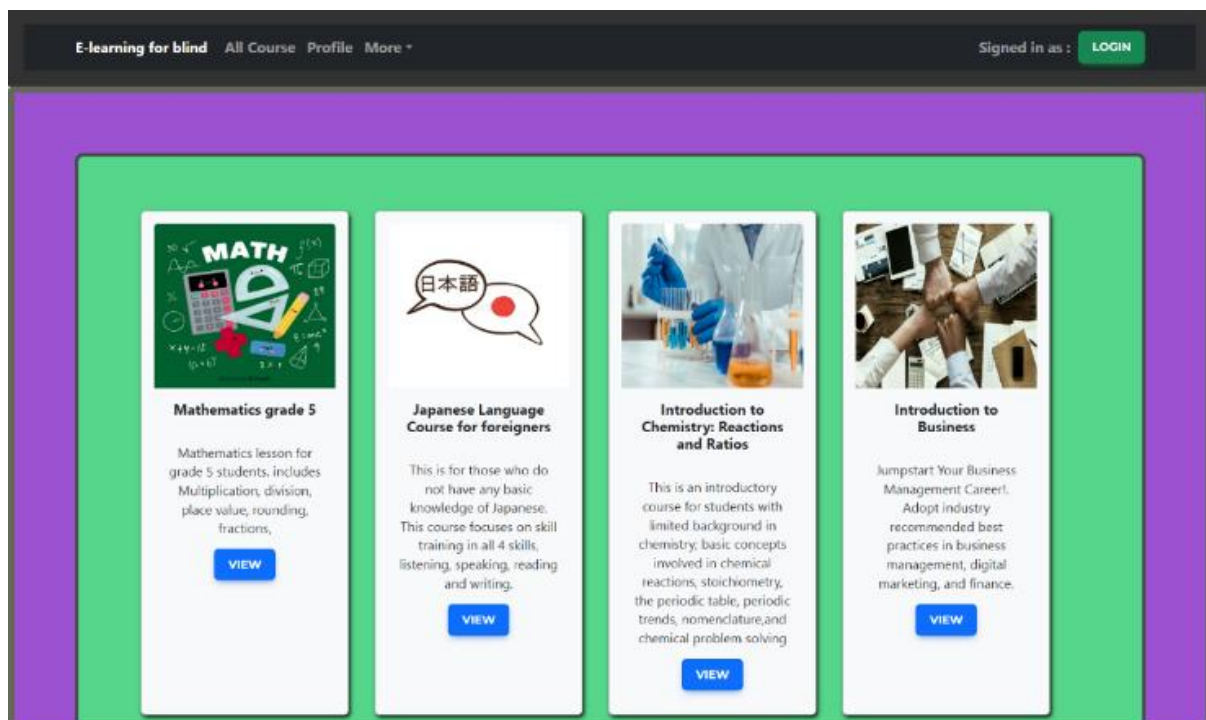 E-learning for blind All Course Profile More Signed in as : LOGIN
MATH
x+y=15
(a+b)²
E=mc²
日本語
Mathematics grade 5
Mathematics lesson for
grade 5 students, includes
Multiplication, division,
place value, rounding,
fractions,
VIEW
Japanese Language
Course for foreigners
This is for those who do
not have any basic
knowledge of Japanese.
This course focuses on skill
training in all 4 skills,
listening, speaking, reading
and writing.
VIEW
Introduction to
Chemistry: Reactions
and Ratios
This is an introductory
course for students with
limited background in
chemistry; basic concepts
involved in chemical
reactions, stoichiometry,
the periodic table, periodic
trends, nomenclature,and
chemical problem solving
VIEW
Introduction to
Business
Jumpstart Your Business
Management Career!.
Adopt industry
recommended best
practices in business
management, digital
marketing, and finance.
VIEW